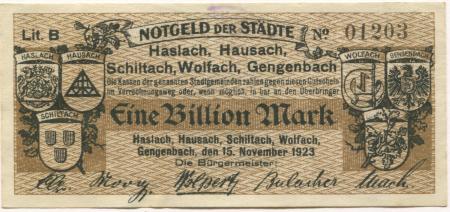 Lit. B
NOTGELD DER STÄDTE
No 01203
HASLACH
HAUSACH
Haslach, Hausach,
Schiltach, Wolfach, Gengenbach
WOLFACH
GENGENBACH
Die Kassen der genannten Stadtgemeinden zahlen gegen diesen Gutschein
im Verrechnungsweg oder, wenn möglich, in bar an den Überbringer
SCHILTACH
Eine Billion Mark
Haslach, Hausach, Schiltach, Wolfach,
Gengenbach, den 15. November 1923
Die Bürgermeister: